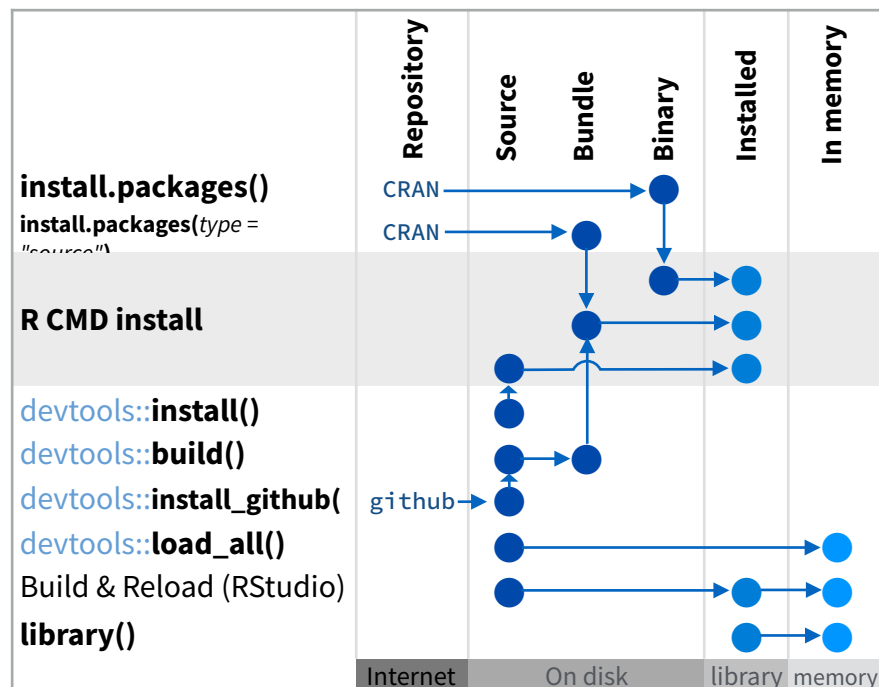 Repository
Source
Bundle
Binary
Installed
In memory
install.packages()
CRAN
install.packages(type =
"source")
CRAN
R CMD install
devtools::install()
devtools::build()
devtools::install_github(
github
devtools::load_all()
Build & Reload (RStudio)
library()
Internet
On disk
library
memory